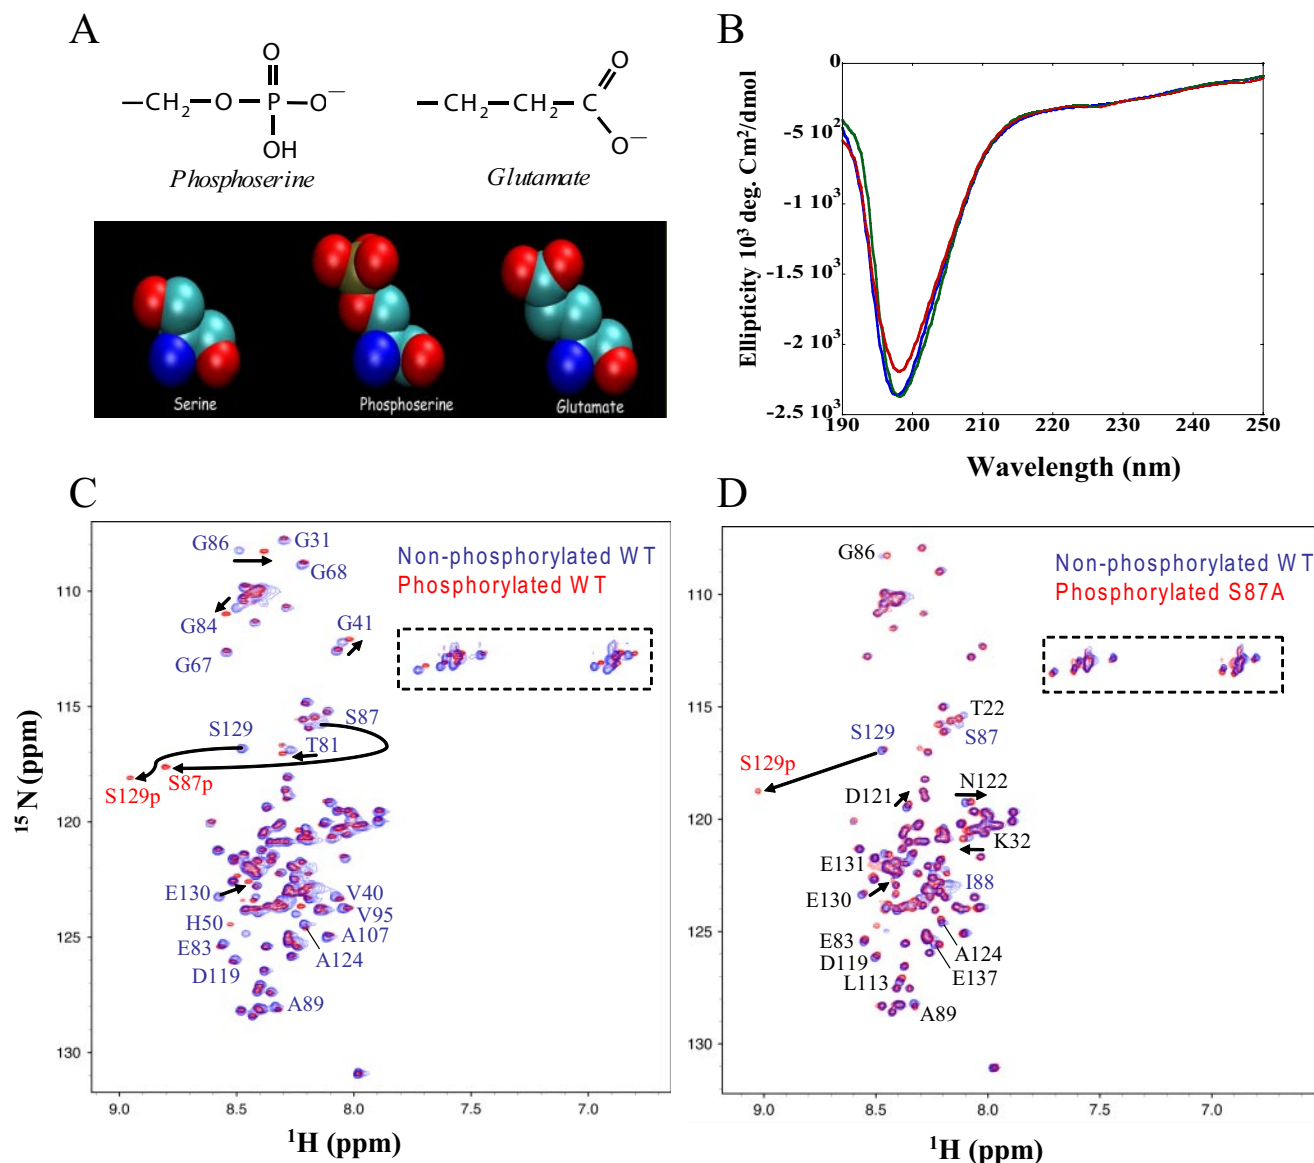 A
O
—CH2—O—P—O—
OH
Phosphoserine
—CH2—CH2—C
O
O—
Glutamate
Serine
Phosphoserine
Glutamate
B
Ellipticity 10³ deg. Cm²/dmol
0
-5 10²
-1 10³
-1.5 10³
-2 10³
-2.5 10³
190 200 210 220 230 240 250
Wavelength (nm)
C
Non-phosphorylated WT
Phosphorylated WT
G86
G31
G68
G84
G41
G67
S129
S87
T81
S87p
S129p
E130
V40
H50
V95
E83
A107
A124
D119
A89
110
115
120
125
130
¹⁵N (ppm)
9.0 8.5 8.0 7.5 7.0
¹H (ppm)
D
Non-phosphorylated WT
Phosphorylated S87A
G86
T22
S129
S87
S129p
N122
D121
K32
E131
I88
E130
E83
A124
D119
E137
L113
A89
110
115
120
125
130
9.0 8.5 8.0 7.5 7.0
¹H (ppm)